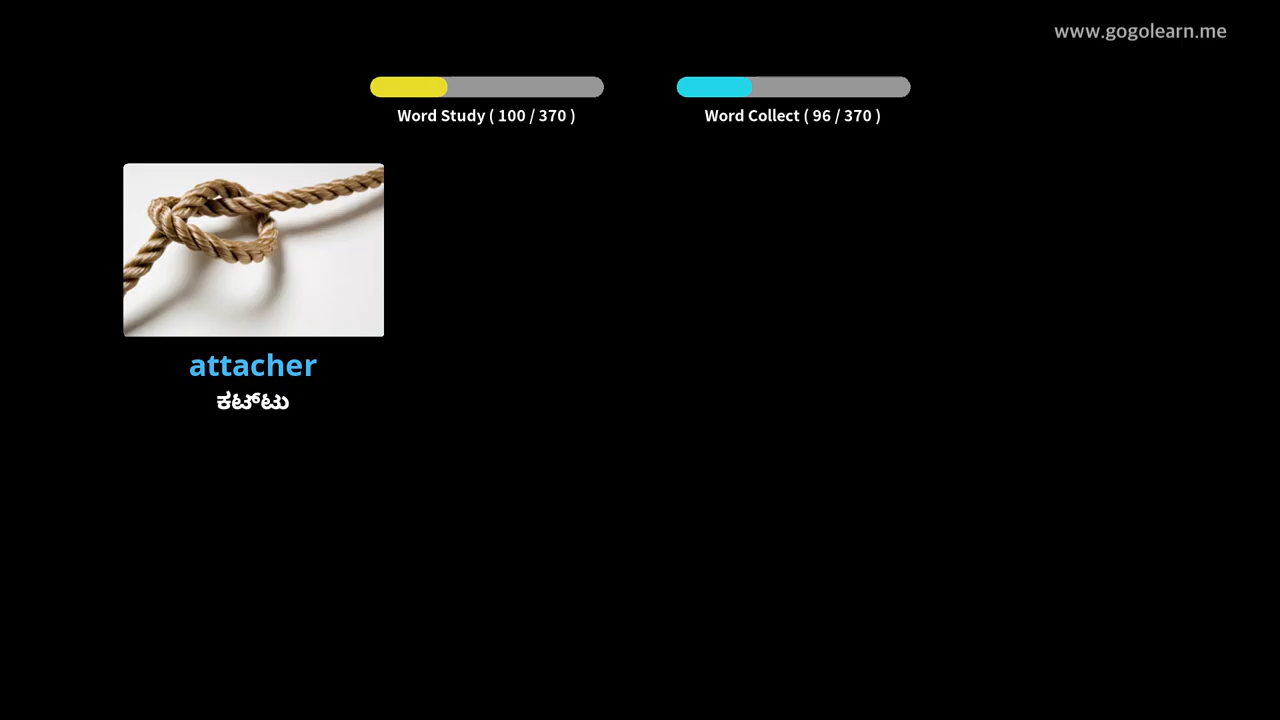 www.gogolearn.me
Word Study ( 100 / 370 )
Word Collect ( 96 / 370 )
attacher
ಕಟ್‌ಟು